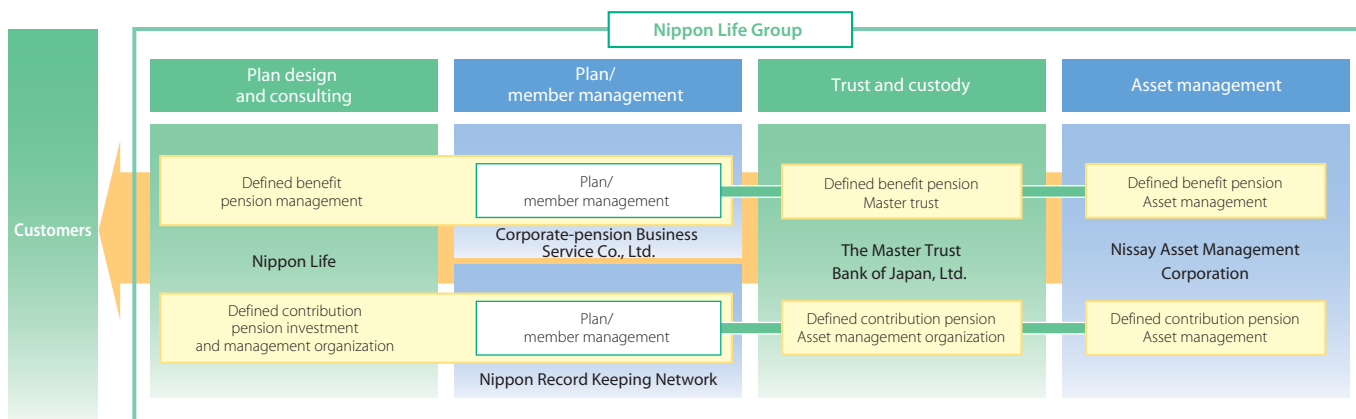 Nippon Life Group
Customers
Plan design
and consulting
Plan/
member management
Trust and custody
Asset management
Defined benefit
pension management
Plan/
member management
Defined benefit pension
Master trust
Defined benefit pension
Asset management
Corporate-pension Business
Service Co., Ltd.
Nippon Life
The Master Trust
Bank of Japan, Ltd.
Nissay Asset Management
Corporation
Defined contribution
pension investment
and management organization
Plan/
member management
Defined contribution pension
Asset management organization
Defined contribution pension
Asset management
Nippon Record Keeping Network